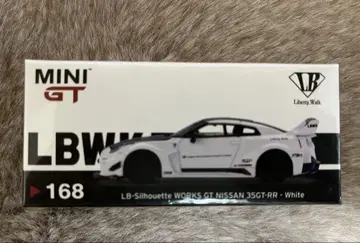 MINI
GT
LB
Liberty Walk
LBWK
168
LB-Silhouette WORKS GT NISSAN 35GT-RR - White